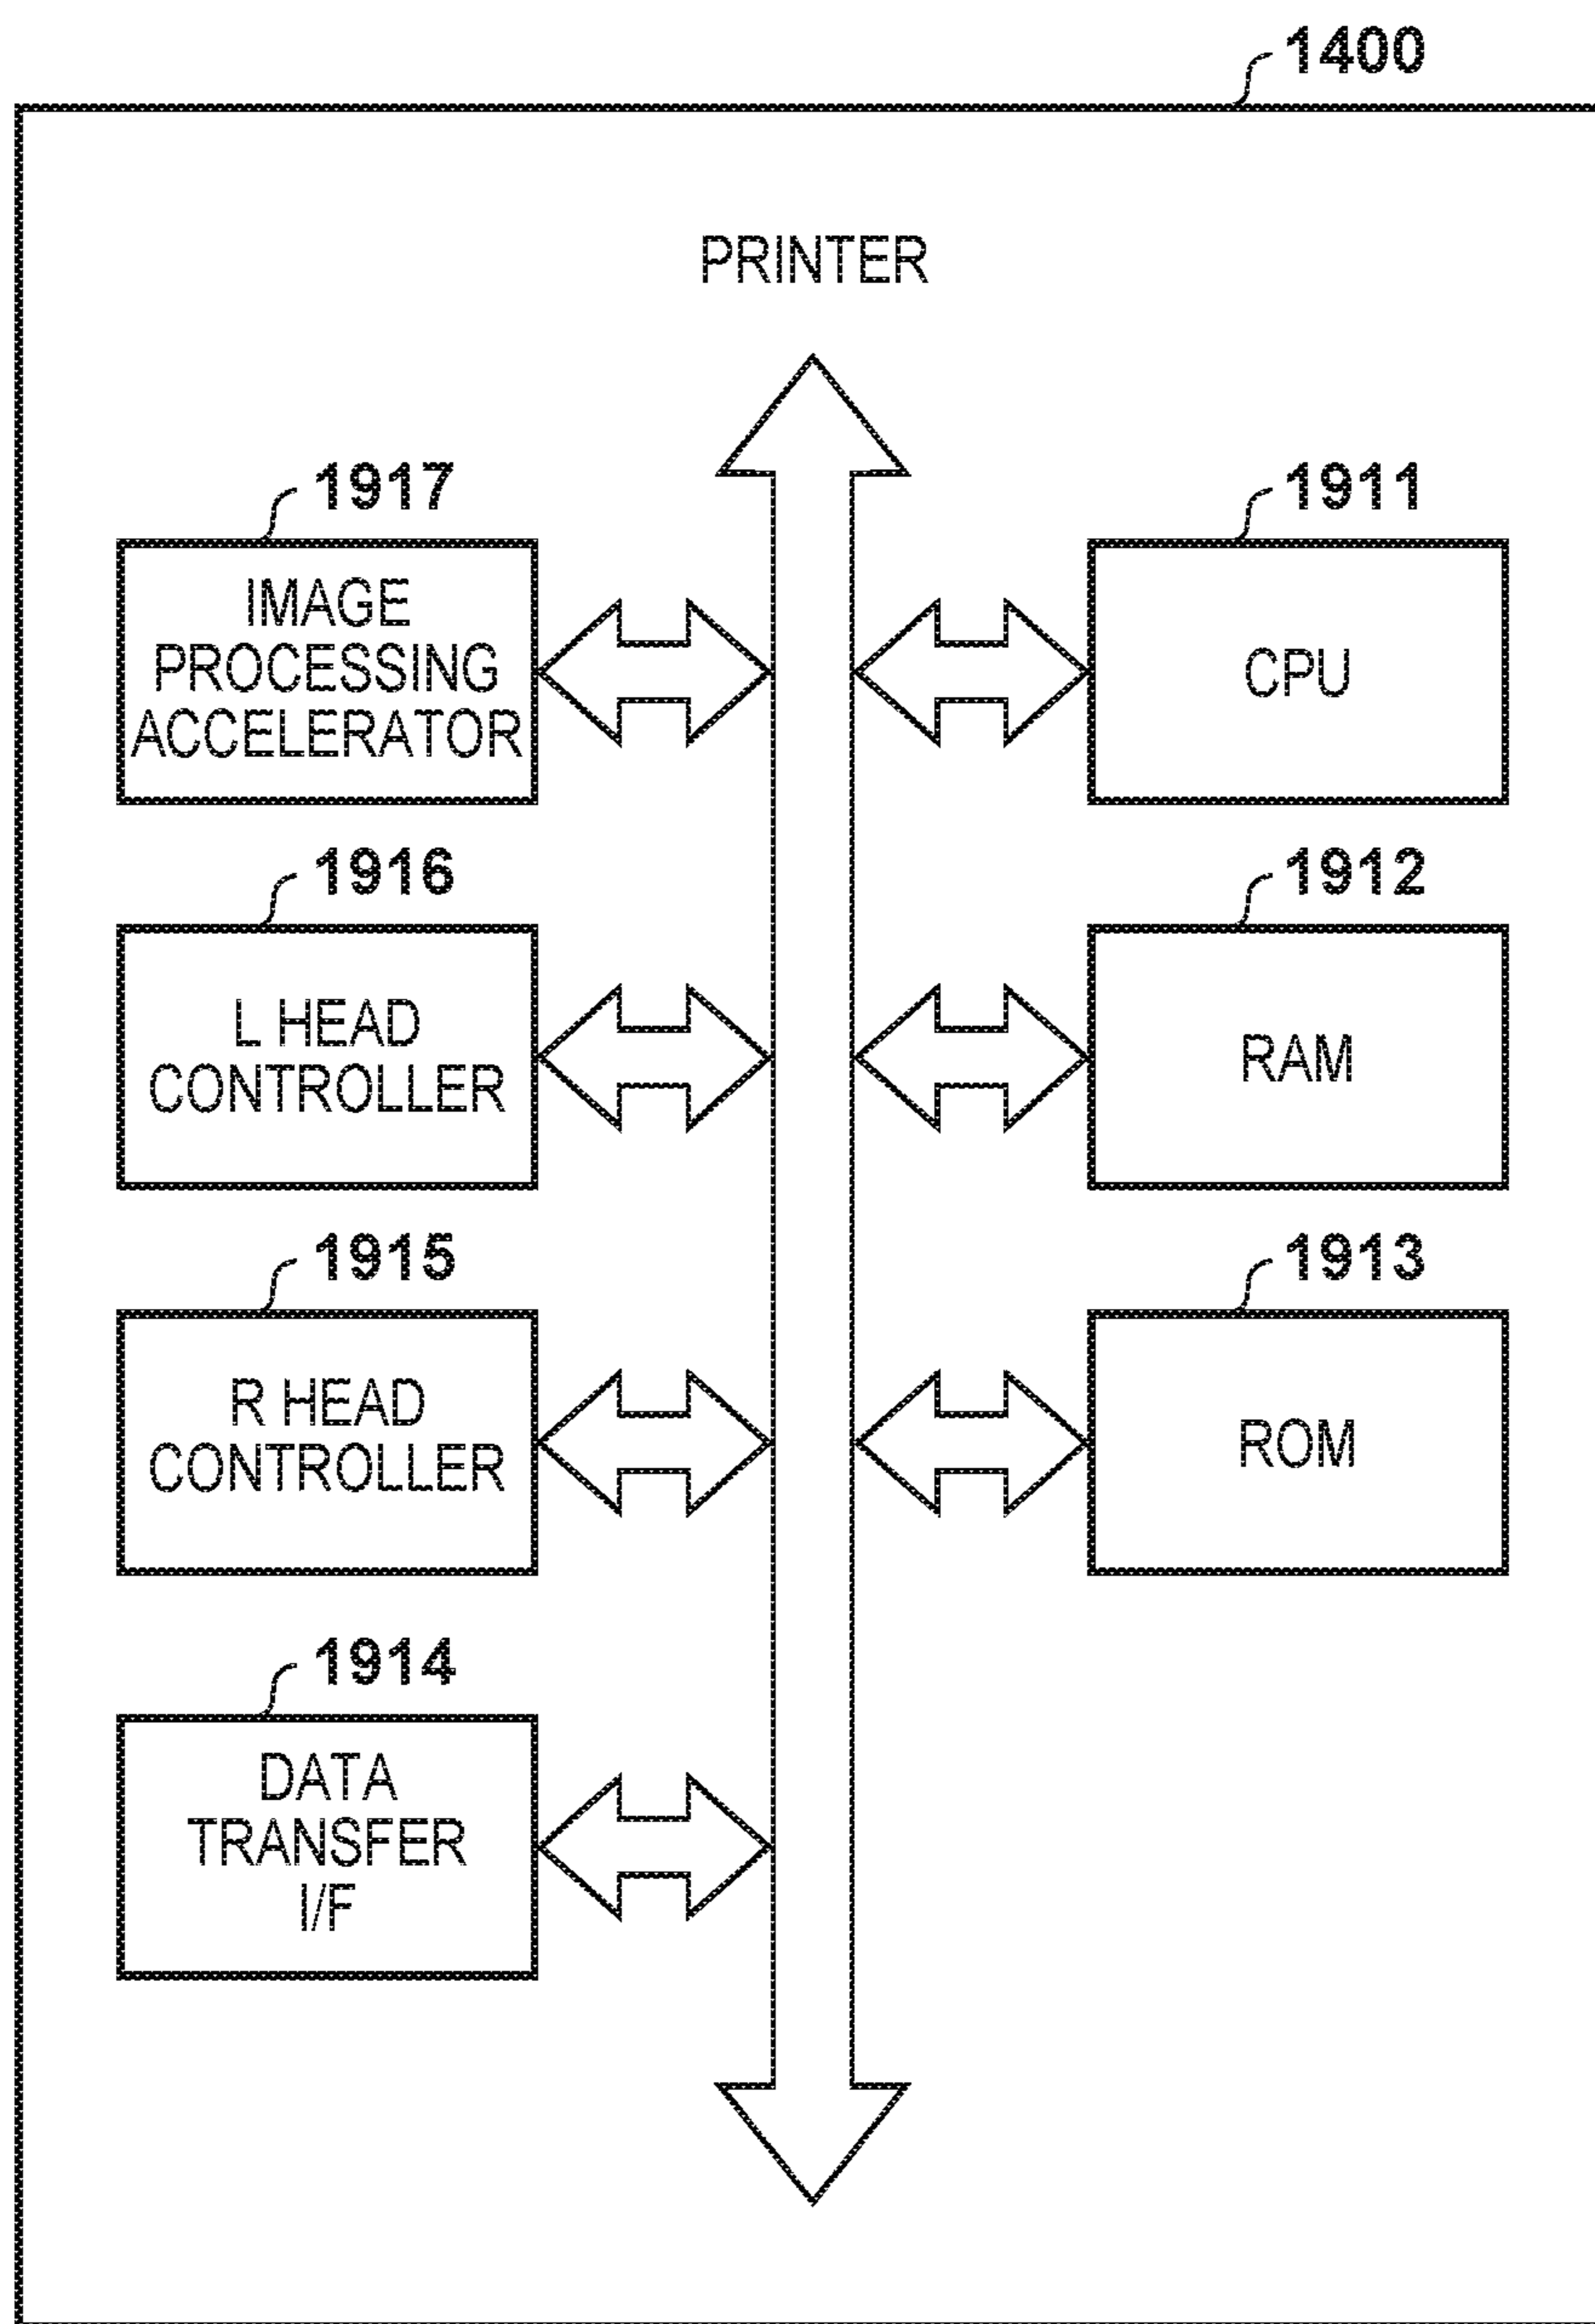 1400
PRINTER
1917
IMAGE
PROCESSING
ACCELERATOR
1911
CPU
1916
L HEAD
CONTROLLER
1912
RAM
1915
R HEAD
CONTROLLER
1913
ROM
1914
DATA
TRANSFER
I/F